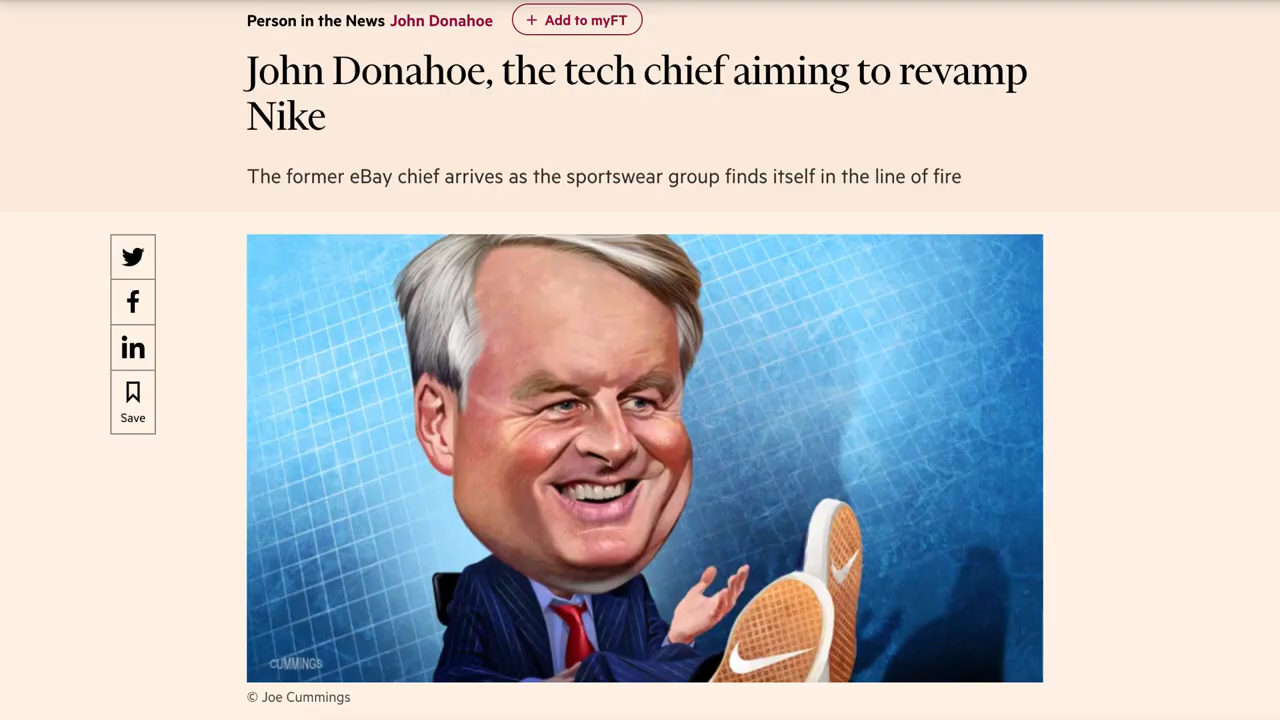 Person in the News John Donahoe + Add to myFT
John Donahoe, the tech chief aiming to revamp
Nike
The former eBay chief arrives as the sportswear group finds itself in the line of fire
f
in
Save
CUMMINGS
© Joe Cummings